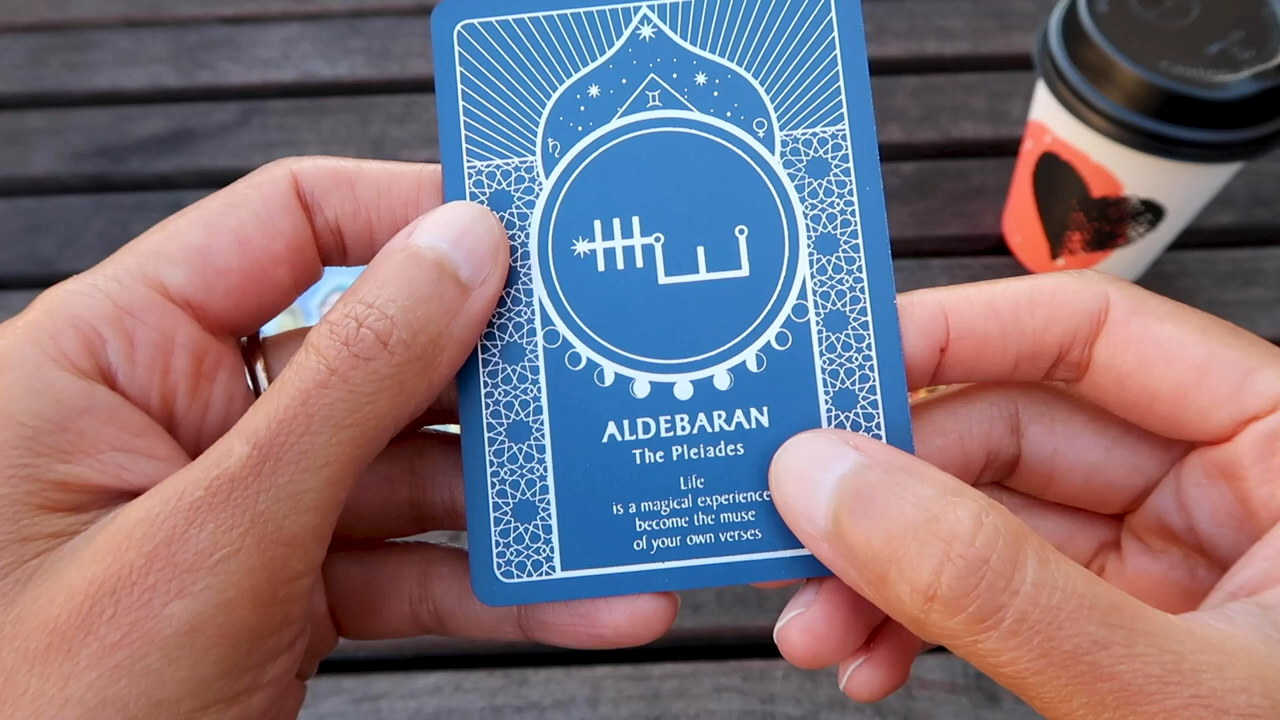 ALDEBARAN
The Pleiades
Life
is a magical experience
become the muse
of your own verses